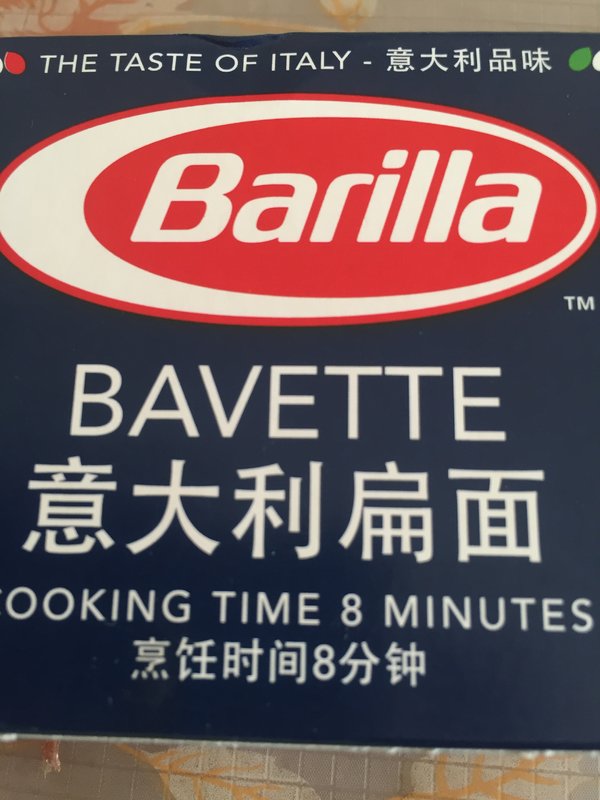 THE TASTE OF ITALY - 意大利品味
Barilla
TM
BAVETTE
意大利扁面
COOKING TIME 8 MINUTES
烹饪时间8分钟